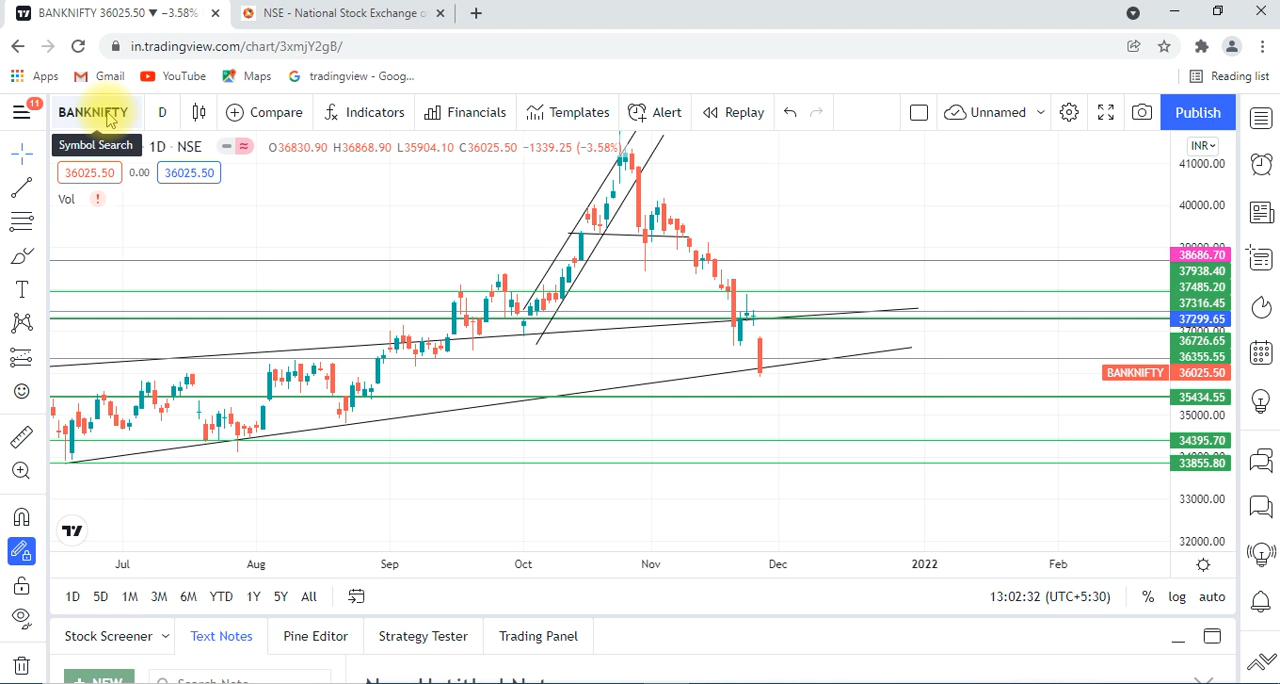 BANKNIFTY 36025.50 ▼ −3.58%
NSE - National Stock Exchange o
in.tradingview.com/chart/3xmjY2gB/
Apps Gmail YouTube Maps tradingview - Goog... Reading list
11
BANKNIFTY D Compare Indicators Financials Templates Alert Replay Unnamed Publish
Symbol Search 1D · NSE O36830.90 H36868.90 L35904.10 C36025.50 −1339.25 (−3.58%) INR
36025.50 0.00 36025.50
Vol
41000.00
40000.00
38686.70
37938.40
37485.20
37316.45
37299.65
36726.65
36355.55
BANKNIFTY 36025.50
35434.55
35000.00
34395.70
33855.80
33000.00
32000.00
Jul Aug Sep Oct Nov Dec 2022 Feb
1D 5D 1M 3M 6M YTD 1Y 5Y All 13:02:32 (UTC+5:30) % log auto
Stock Screener Text Notes Pine Editor Strategy Tester Trading Panel
+ NEW Search Note